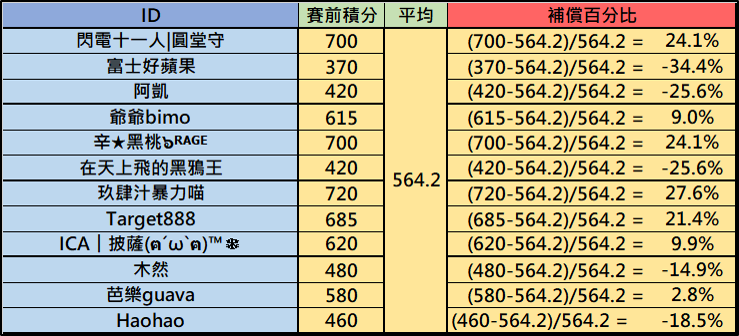 ID 賽前積分 平均 補償百分比
閃電十一人|圓堂守 700 (700-564.2)/564.2 = 24.1%
富士好蘋果 370 (370-564.2)/564.2 = -34.4%
阿凱 420 (420-564.2)/564.2 = -25.6%
爺爺bimo 615 (615-564.2)/564.2 = 9.0%
辛★黑桃ঌᴿᴬᴳᴱ 700 (700-564.2)/564.2 = 24.1%
在天上飛的黑鴉王 420 (420-564.2)/564.2 = -25.6%
564.2
玖肆汁暴力喵 720 (720-564.2)/564.2 = 27.6%
Target888 685 (685-564.2)/564.2 = 21.4%
ICA｜披薩(ฅ´ω`ฅ)™ ❄ 620 (620-564.2)/564.2 = 9.9%
木然 480 (480-564.2)/564.2 = -14.9%
芭樂guava 580 (580-564.2)/564.2 = 2.8%
Haohao 460 (460-564.2)/564.2 = -18.5%